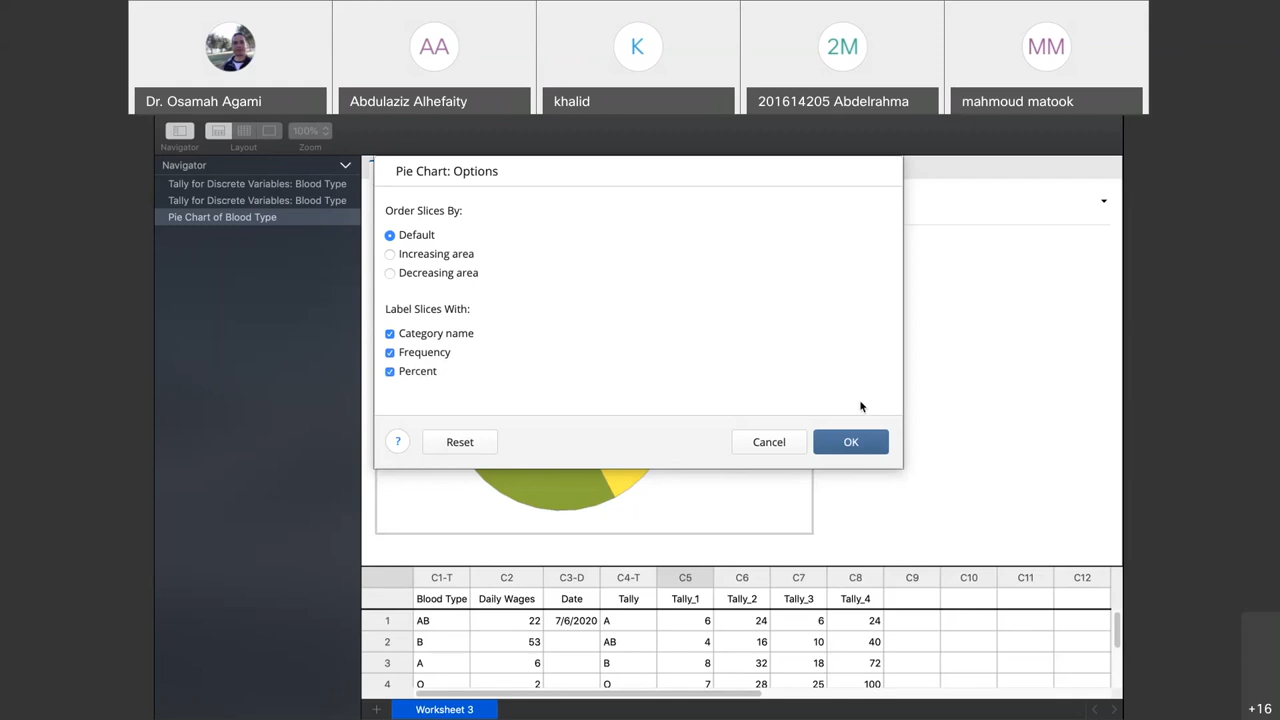 AA
K
2M
MM
Dr. Osamah Agami
Abdulaziz Alhefaity
khalid
201614205 Abdelrahma
mahmoud matook
100%
Navigator
Layout
Zoom
Navigator
Tally for Discrete Variables: Blood Type
Tally for Discrete Variables: Blood Type
Pie Chart of Blood Type
Pie Chart: Options
Order Slices By:
Default
Increasing area
Decreasing area
Label Slices With:
Category name
Frequency
Percent
? Reset Cancel OK
C1-T C2 C3-D C4-T C5 C6 C7 C8 C9 C10 C11 C12
Blood Type Daily Wages Date Tally Tally_1 Tally_2 Tally_3 Tally_4
1 AB 22 7/6/2020 A 6 24 6 24
2 B 53 AB 4 16 10 40
3 A 6 B 8 32 18 72
4 O 2 O 7 28 25 100
+ Worksheet 3
+16